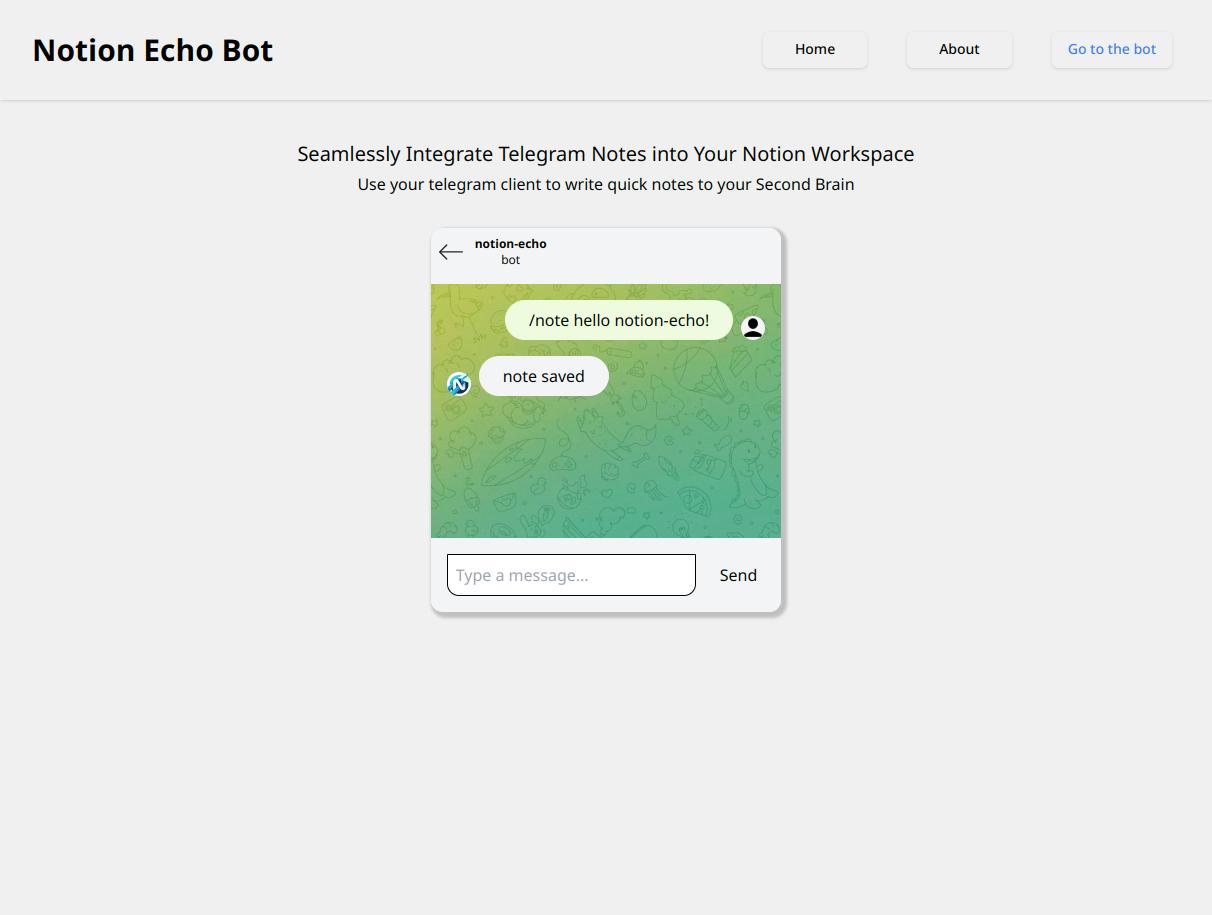 Notion Echo Bot
Home
About
Go to the bot
Seamlessly Integrate Telegram Notes into Your Notion Workspace
Use your telegram client to write quick notes to your Second Brain
notion-echo
bot
/note hello notion-echo!
note saved
Type a message...
Send